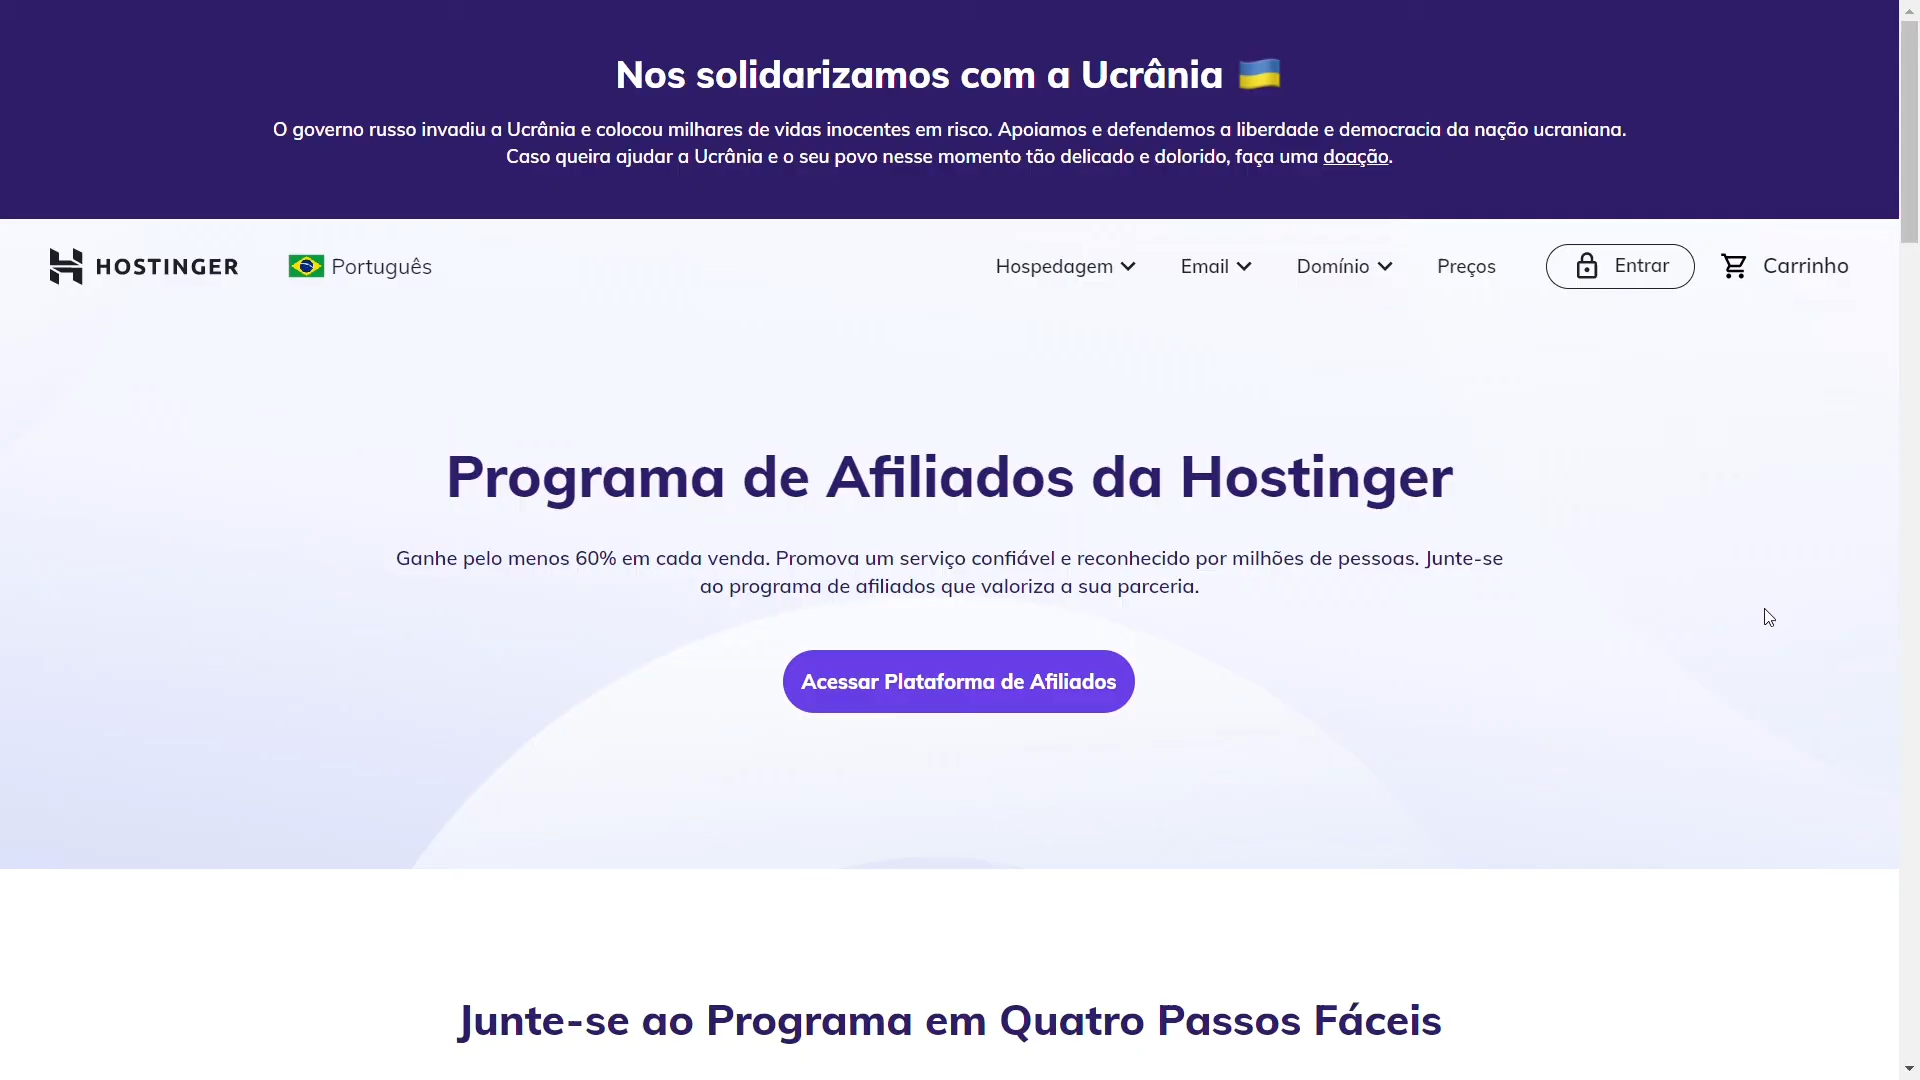 Nos solidarizamos com a Ucrânia
O governo russo invadiu a Ucrânia e colocou milhares de vidas inocentes em risco. Apoiamos e defendemos a liberdade e democracia da nação ucraniana.
Caso queira ajudar a Ucrânia e o seu povo nesse momento tão delicado e dolorido, faça uma doação.
HOSTINGER Português Hospedagem Email Domínio Preços Entrar Carrinho
Programa de Afiliados da Hostinger
Ganhe pelo menos 60% em cada venda. Promova um serviço confiável e reconhecido por milhões de pessoas. Junte-se
ao programa de afiliados que valoriza a sua parceria.
Acessar Plataforma de Afiliados
Junte-se ao Programa em Quatro Passos Fáceis